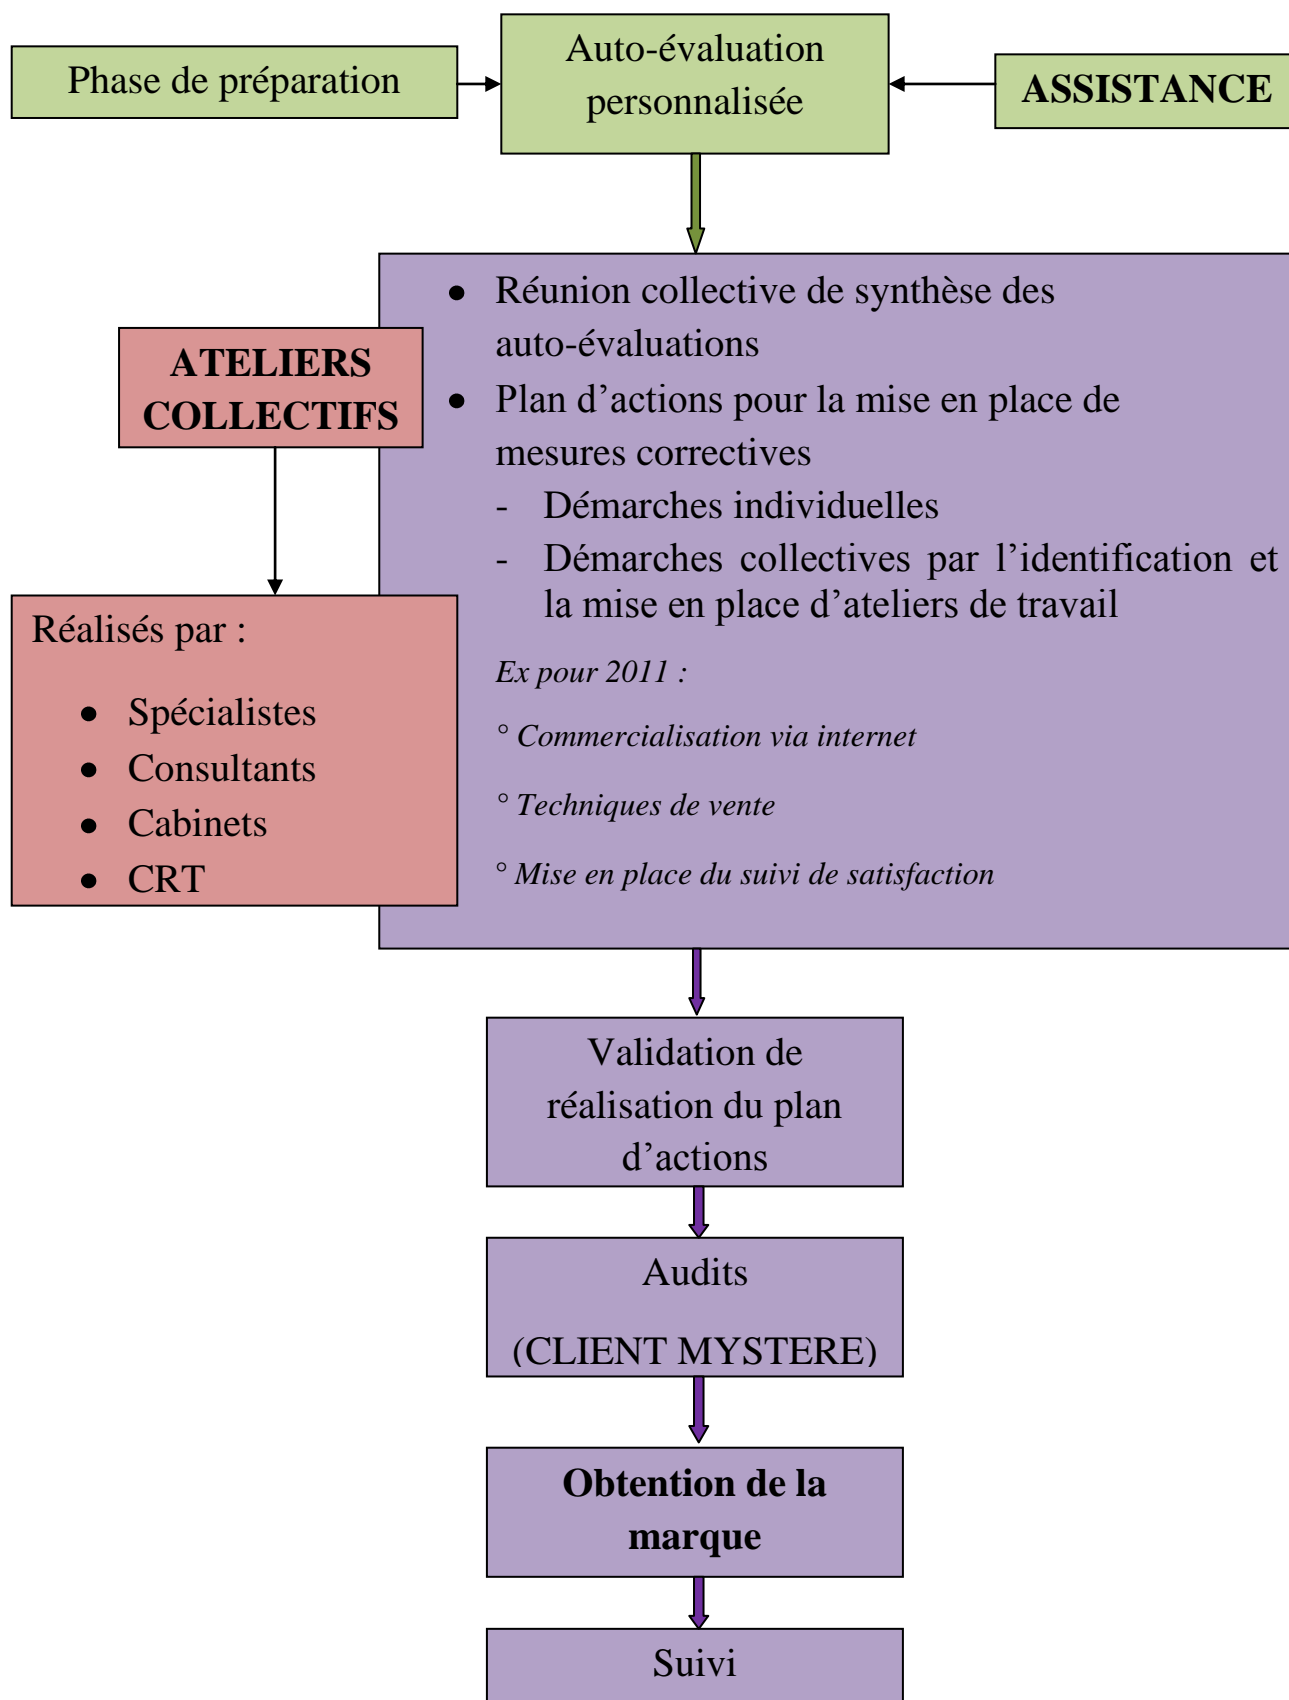 Phase de préparation
Auto-évaluation
personnalisée
ASSISTANCE
• Réunion collective de synthèse des
auto-évaluations
• Plan d’actions pour la mise en place de
mesures correctives
- Démarches individuelles
- Démarches collectives par l’identification et
la mise en place d’ateliers de travail
Ex pour 2011 :
° Commercialisation via internet
° Techniques de vente
° Mise en place du suivi de satisfaction
ATELIERS
COLLECTIFS
Réalisés par :
• Spécialistes
• Consultants
• Cabinets
• CRT
Validation de
réalisation du plan
d’actions
Audits
(CLIENT MYSTERE)
Obtention de la
marque
Suivi